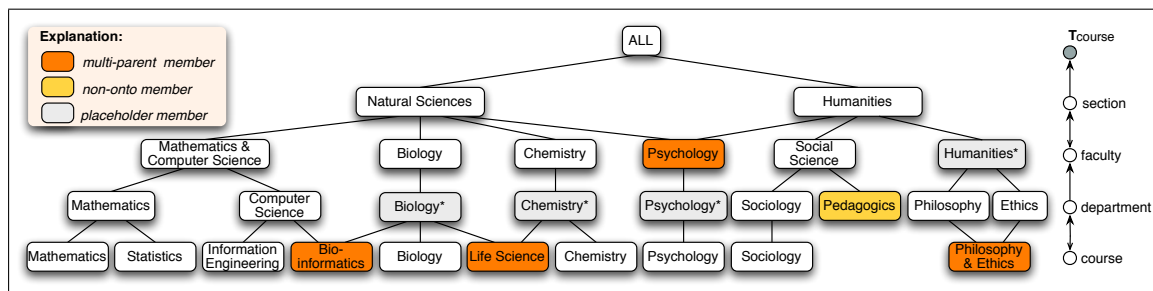 Explanation:
multi-parent member
non-onto member
placeholder member
ALL
Tcourse
Natural Sciences
Humanities
section
Mathematics &
Computer Science
Biology
Chemistry
Psychology
Social
Science
Humanities*
faculty
Mathematics
Computer
Science
Biology*
Chemistry*
Psychology*
Sociology
Pedagogics
Philosophy
Ethics
department
Mathematics
Statistics
Information
Engineering
Bio-
informatics
Biology
Life Science
Chemistry
Psychology
Sociology
Philosophy
& Ethics
course